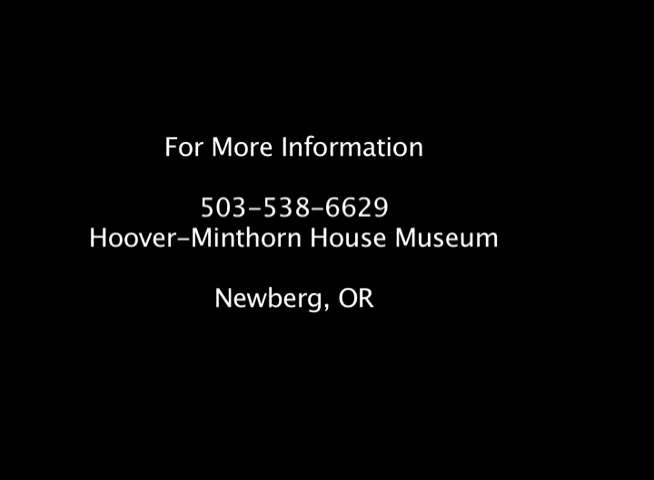 For More Information
503-538-6629
Hoover-Minthorn House Museum
Newberg, OR